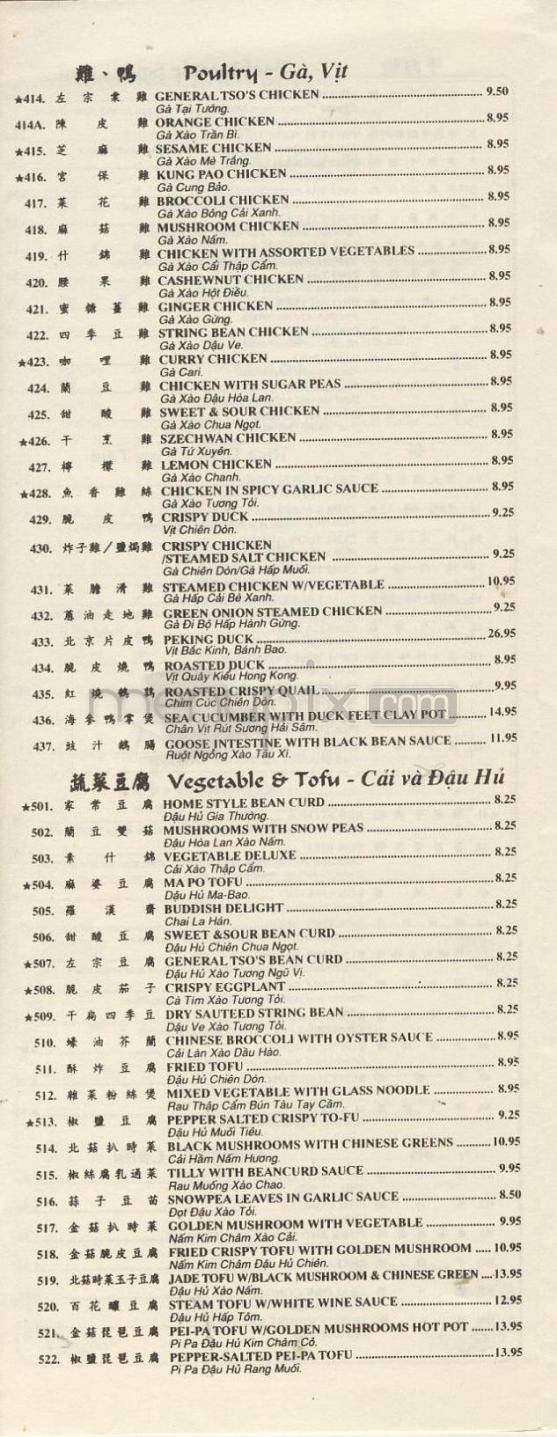 雞、鴨 Poultry - Gà, Vịt
★414. 左宗棠雞 GENERAL TSO'S CHICKEN 9.50
Gà Tại Tướng.
414A. 陳皮雞 ORANGE CHICKEN 8.95
Gà Xào Trần Bì.
★415. 芝麻雞 SESAME CHICKEN 8.95
Gà Xào Mè Trắng.
★416. 宮保雞 KUNG PAO CHICKEN 8.95
Gà Cung Bảo.
417. 菜花雞 BROCCOLI CHICKEN 8.95
Gà Xào Bông Cải Xanh.
418. 麻菇雞 MUSHROOM CHICKEN 8.95
Gà Xào Nấm.
419. 什錦雞 CHICKEN WITH ASSORTED VEGETABLES 8.95
Gà Xào Cải Thập Cẩm.
420. 腰果雞 CASHEWNUT CHICKEN 8.95
Gà Xào Hột Điều.
421. 蜜糖薑雞 GINGER CHICKEN 8.95
Gà Xào Gừng.
422. 四季豆雞 STRING BEAN CHICKEN 8.95
Gà Xào Dậu Ve.
★423. 咖哩雞 CURRY CHICKEN 8.95
Gà Cari.
424. 蘭豆雞 CHICKEN WITH SUGAR PEAS 8.95
Gà Xào Đậu Hòa Lan.
425. 甜酸雞 SWEET & SOUR CHICKEN 8.95
Gà Xào Chua Ngọt.
★426. 干烹雞 SZECHWAN CHICKEN 8.95
Gà Tứ Xuyên.
427. 檸檬雞 LEMON CHICKEN 8.95
Gà Xào Chanh.
★428. 魚香雞絲 CHICKEN IN SPICY GARLIC SAUCE 8.95
Gà Xào Tương Tỏi.
429. 脆皮鴨 CRISPY DUCK 9.25
Vịt Chiên Dòn.
430. 炸子雞/鹽焗雞 CRISPY CHICKEN
/STEAMED SALT CHICKEN 9.25
Gà Chiên Dòn/Gà Hấp Muối.
431. 菜膽滑雞 STEAMED CHICKEN W/VEGETABLE 10.95
Gà Hấp Cải Bẹ Xanh.
432. 蔥油走地雞 GREEN ONION STEAMED CHICKEN 9.25
Gà Đi Bộ Hấp Hành Gừng.
433. 北京片皮鴨 PEKING DUCK 26.95
Vịt Bắc Kinh, Bánh Bao.
434. 脆皮燒鴨 ROASTED DUCK 8.95
Vịt Quây Kiểu Hong Kong.
435. 紅燒鵪鶉 ROASTED CRISPY QUAIL 9.95
Chim Cúc Chiên Dòn.
436. 海參鴨掌煲 SEA CUCUMBER WITH DUCK FEET CLAY POT 14.95
Chân Vịt Rút Sương Hải Sâm.
437. 豉汁鵝腸 GOOSE INTESTINE WITH BLACK BEAN SAUCE 11.95
Ruột Ngổng Xào Tầu Xì.
蔬菜豆腐 Vegetable & Tofu - Cải và Đậu Hủ
★501. 家常豆腐 HOME STYLE BEAN CURD 8.25
Đậu Hủ Gia Thường.
502. 蘭豆雙菇 MUSHROOMS WITH SNOW PEAS 8.25
Đậu Hòa Lan Xào Nấm.
503. 素什錦 VEGETABLE DELUXE 8.25
Cải Xào Thập Cẩm.
★504. 麻婆豆腐 MA PO TOFU 8.25
Dậu Hủ Ma-Bao.
505. 羅漢齋 BUDDISH DELIGHT 8.25
Chai La Hán.
506. 甜酸豆腐 SWEET &SOUR BEAN CURD 8.25
Đậu Hủ Chiên Chua Ngọt.
★507. 左宗豆腐 GENERAL TSO'S BEAN CURD 8.25
Đậu Hủ Xào Tương Ngũ Vị.
★508. 脆皮茄子 CRISPY EGGPLANT 8.25
Cà Tim Xào Tương Tỏi.
★509. 干扁四季豆 DRY SAUTEED STRING BEAN 8.25
Dậu Ve Xào Tương Tỏi.
510. 蠔油芥蘭 CHINESE BROCCOLI WITH OYSTER SAUCE 8.95
Cải Làn Xào Dầu Hào.
511. 酥炸豆腐 FRIED TOFU 8.95
Đậu Hủ Chiên Dòn.
512. 雜菜粉絲煲 MIXED VEGETABLE WITH GLASS NOODLE 8.95
Rau Thập Cẩm Bún Tàu Tay Cầm.
★513. 椒鹽豆腐 PEPPER SALTED CRISPY TO-FU 9.25
Đậu Hủ Muối Tiêu.
514. 北菇扒時菜 BLACK MUSHROOMS WITH CHINESE GREENS 10.95
Cải Hầm Nấm Hương.
515. 椒絲腐乳通菜 TILLY WITH BEANCURD SAUCE 9.95
Rau Muống Xào Chao.
516. 蒜子豆苗 SNOWPEA LEAVES IN GARLIC SAUCE 8.50
Đọt Đậu Xào Tỏi.
517. 金菇扒時菜 GOLDEN MUSHROOM WITH VEGETABLE 9.95
Nấm Kim Châm Xào Cải.
518. 金菇脆皮豆腐 FRIED CRISPY TOFU WITH GOLDEN MUSHROOM 10.95
Nấm Kim Châm Đậu Hủ Chiên.
519. 北菇時菜玉子豆腐 JADE TOFU W/BLACK MUSHROOM & CHINESE GREEN 13.95
Đậu Hủ Xào Nấm.
520. 百花釀豆腐 STEAM TOFU W/WHITE WINE SAUCE 12.95
Đậu Hủ Hấp Tôm.
521. 金菇琵琶豆腐 PEI-PA TOFU W/GOLDEN MUSHROOMS HOT POT 13.95
Pi Pa Đậu Hủ Kim Châm Cô.
522. 椒鹽琵琶豆腐 PEPPER-SALTED PEI-PA TOFU 13.95
Pi Pa Đậu Hủ Rang Muối.